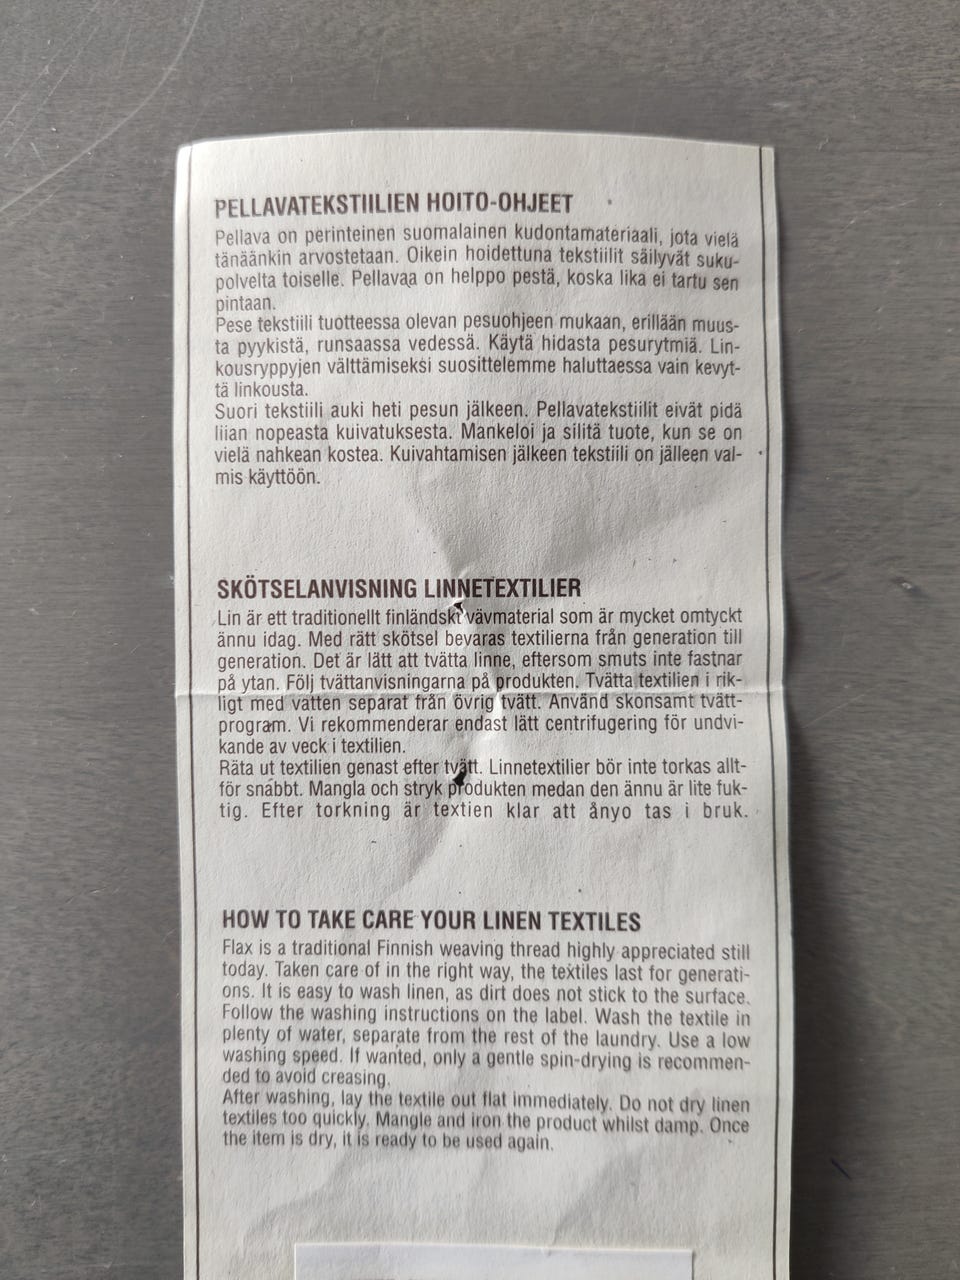 PELLAVATEKSTIILIEN HOITO-OHJEET
Pellava on perinteinen suomalainen kudontamateriaali, jota vielä
tänäänkin arvostetaan. Oikein hoidettuna tekstiilit säilyvät suku-
polvelta toiselle. Pellavaa on helppo pestä, koska lika ei tartu sen
pintaan.
Pese tekstiili tuotteessa olevan pesuohjeen mukaan, erillään muus-
ta pyykistä, runsaassa vedessä. Käytä hidasta pesurytmiä. Lin-
kousryppyjen välttämiseksi suosittelemme haluttaessa vain kevyt-
tä linkousta.
Suori tekstiili auki heti pesun jälkeen. Pellavatekstiilit eivät pidä
liian nopeasta kuivatuksesta. Mankeloi ja silitä tuote, kun se on
vielä nahkean kostea. Kuivahtamisen jälkeen tekstiili on jälleen val-
mis käyttöön.
SKÖTSELANVISNING LINNETEXTILIER
Lin är ett traditionellt finländskt vävmaterial som är mycket omtyckt
ännu idag. Med rätt skötsel bevaras textilierna från generation till
generation. Det är lätt att tvätta linne, eftersom smuts inte fastnar
på ytan. Följ tvättanvisningarna på produkten. Tvätta textilien i rik-
ligt med vatten separat från övrig tvätt. Använd skonsamt tvätt-
program. Vi rekommenderar endast lätt centrifugering för undvi-
kande av veck i textilien.
Räta ut textilien genast efter tvätt. Linnetextilier bör inte torkas allt-
för snabbt. Mangla och stryk produkten medan den ännu är lite fuk-
tig. Efter torkning är textien klar att ånyo tas i bruk.
HOW TO TAKE CARE YOUR LINEN TEXTILES
Flax is a traditional Finnish weaving thread highly appreciated still
today. Taken care of in the right way, the textiles last for generati-
ons. It is easy to wash linen, as dirt does not stick to the surface.
Follow the washing instructions on the label. Wash the textile in
plenty of water, separate from the rest of the laundry. Use a low
washing speed. If wanted, only a gentle spin-drying is recommen-
ded to avoid creasing.
After washing, lay the textile out flat immediately. Do not dry linen
textiles too quickly. Mangle and iron the product whilst damp. Once
the item is dry, it is ready to be used again.